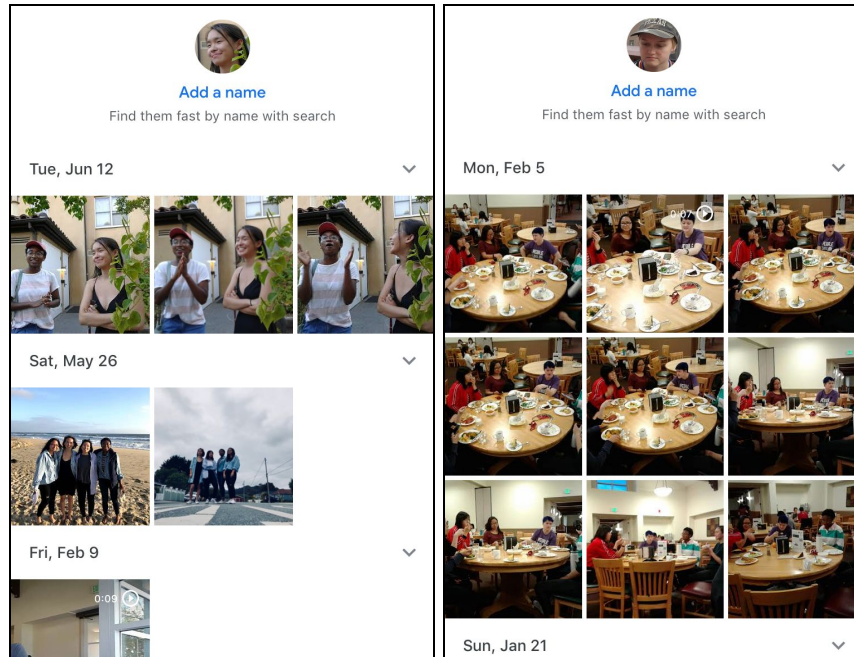 Add a name
Find them fast by name with search
Tue, Jun 12
Sat, May 26
Fri, Feb 9
0:09
Add a name
Find them fast by name with search
Mon, Feb 5
0:07
Sun, Jan 21